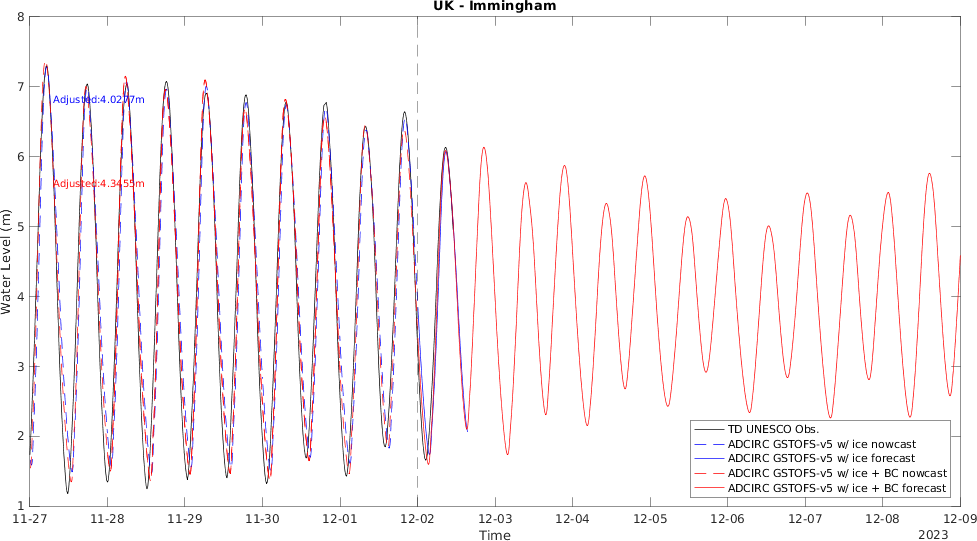 UK - Immingham
8
7
6
5
4
3
2
1
Water Level (m)
Adjusted:4.0277m
Adjusted:4.3455m
TD UNESCO Obs.
ADCIRC GSTOFS-v5 w/ ice nowcast
ADCIRC GSTOFS-v5 w/ ice forecast
ADCIRC GSTOFS-v5 w/ ice + BC nowcast
ADCIRC GSTOFS-v5 w/ ice + BC forecast
11-27 11-28 11-29 11-30 12-01 12-02 12-03 12-04 12-05 12-06 12-07 12-08 12-09
Time
2023